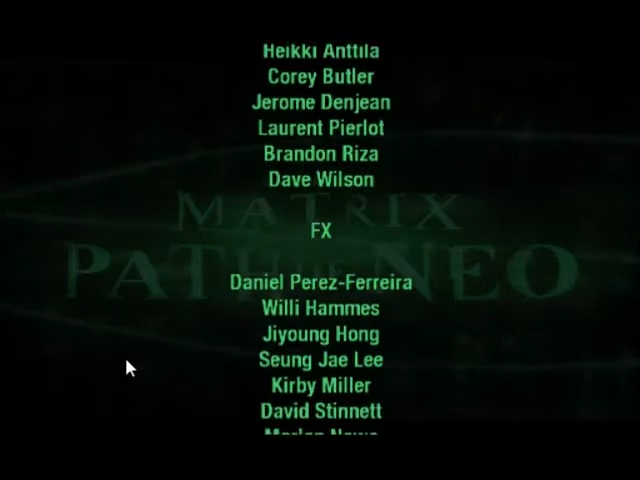 Heikki Anttila
Corey Butler
Jerome Denjean
Laurent Pierlot
Brandon Riza
Dave Wilson
MATRIX
FX
PATH OF NEO
Daniel Perez-Ferreira
Willi Hammes
Jiyoung Hong
Seung Jae Lee
Kirby Miller
David Stinnett